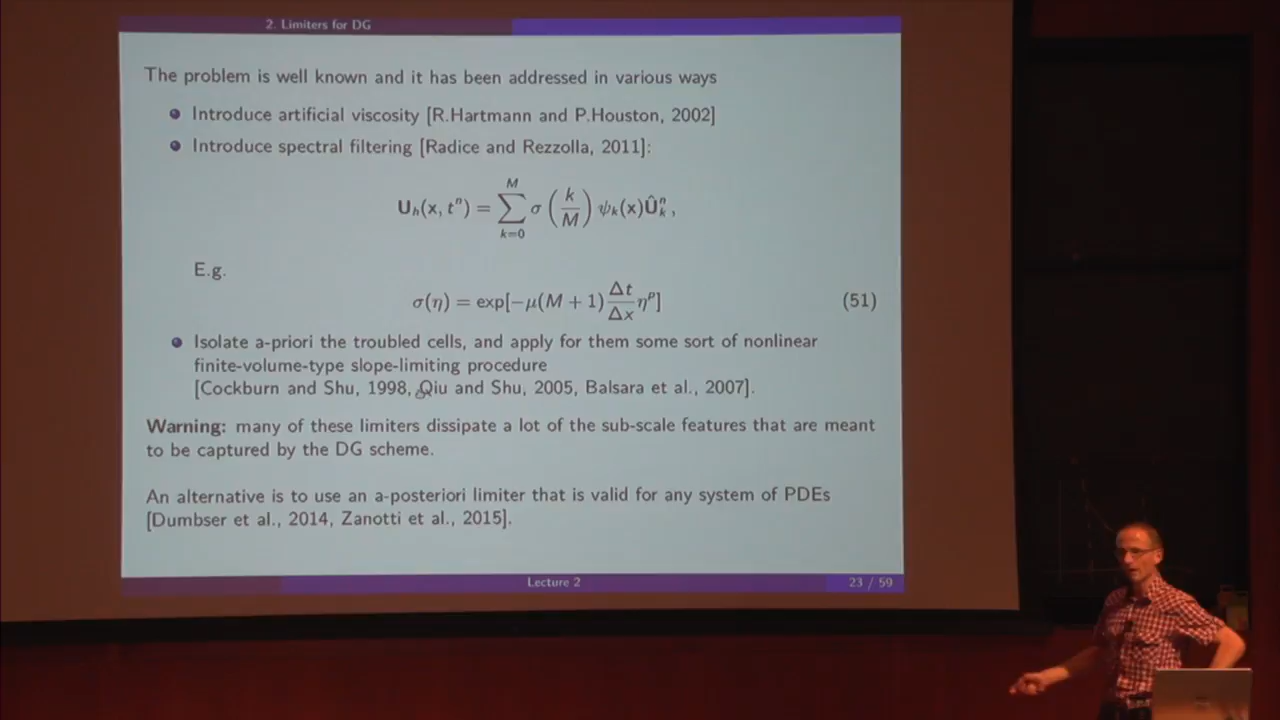 2. Limiters for DG
The problem is well known and it has been addressed in various ways
Introduce artificial viscosity [R.Hartmann and P.Houston, 2002]
Introduce spectral filtering [Radice and Rezzolla, 2011]:
U_h(x, t^n) = \sum_{k=0}^{M} σ(k/M) ψ_k(x)Û_k^n,
E.g.
σ(η) = exp[−μ(M + 1) Δt/Δx η^p] (51)
Isolate a-priori the troubled cells, and apply for them some sort of nonlinear
finite-volume-type slope-limiting procedure
[Cockburn and Shu, 1998, Qiu and Shu, 2005, Balsara et al., 2007].
Warning: many of these limiters dissipate a lot of the sub-scale features that are meant
to be captured by the DG scheme.
An alternative is to use an a-posteriori limiter that is valid for any system of PDEs
[Dumbser et al., 2014, Zanotti et al., 2015].
Lecture 2 23 / 59